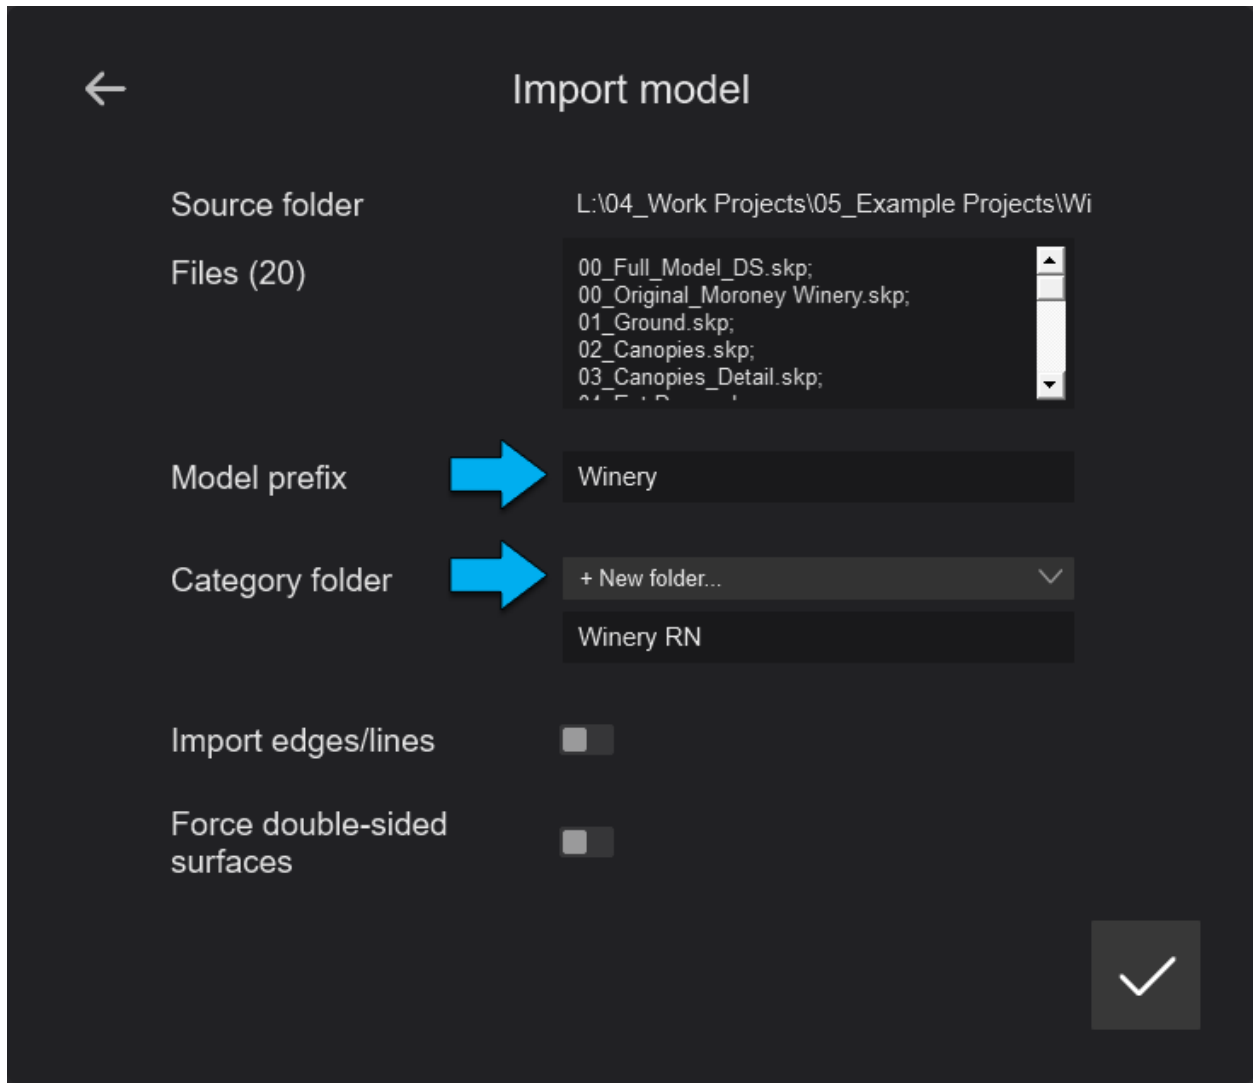 Import model
Source folder
L:\04_Work Projects\05_Example Projects\Wi
Files (20)
00_Full_Model_DS.skp;
00_Original_Moroney Winery.skp;
01_Ground.skp;
02_Canopies.skp;
03_Canopies_Detail.skp;
Model prefix
Winery
Category folder
+ New folder...
Winery RN
Import edges/lines
Force double-sided
surfaces